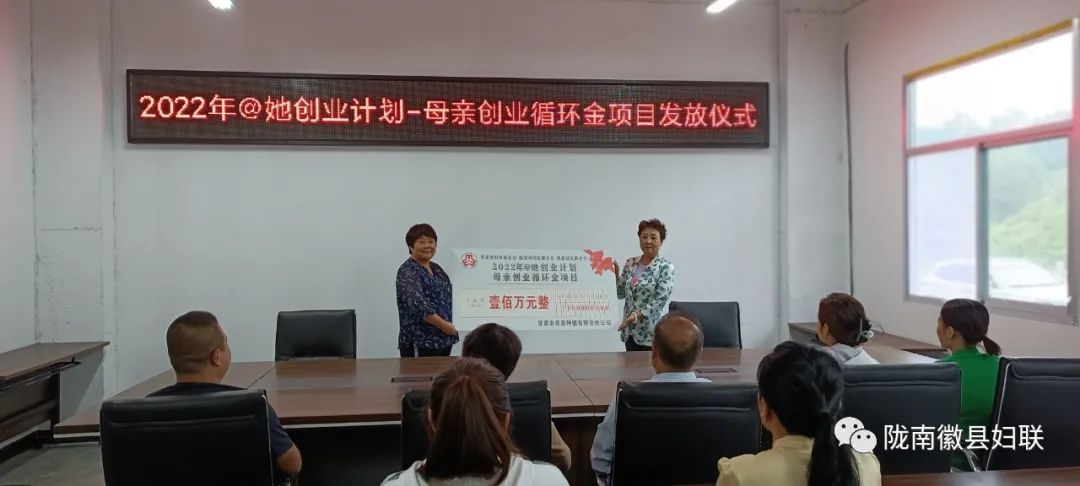 2022年@她创业计划-母亲创业循环金项目发放仪式
2022年@她创业计划
母亲创业循环金项目
壹佰万元整
陇南徽县妇联